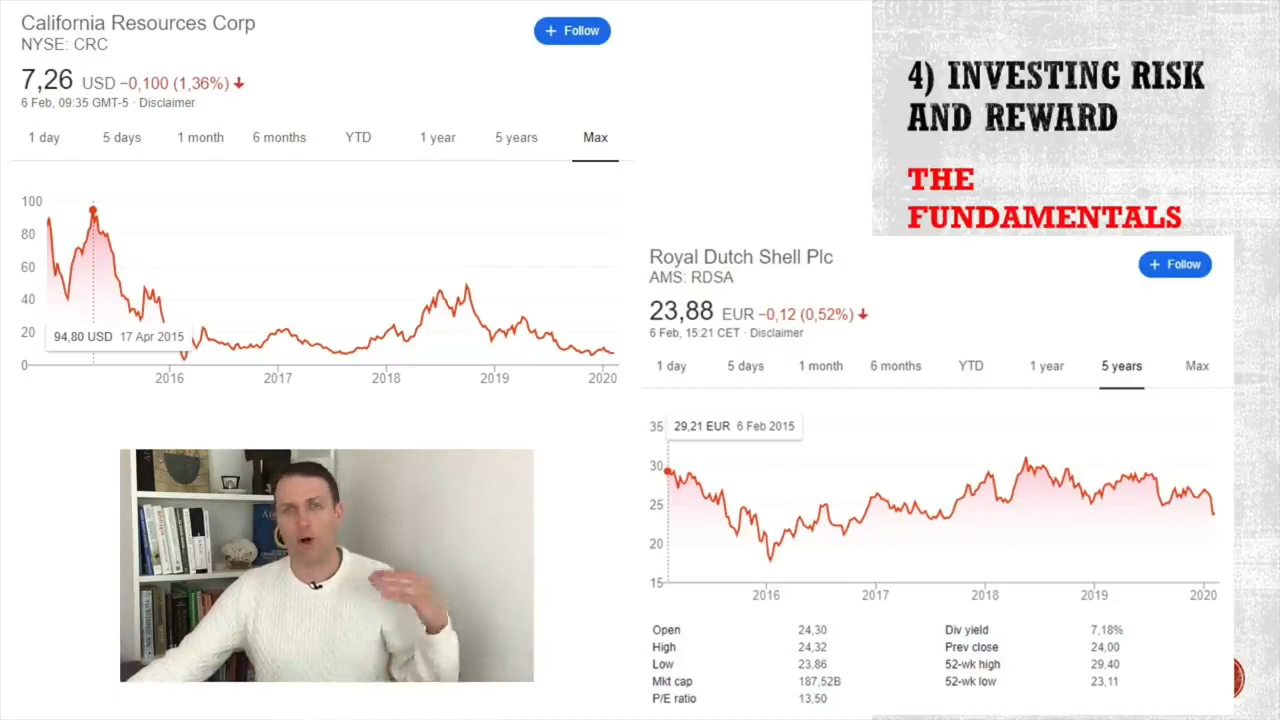 California Resources Corp
NYSE: CRC
+ Follow
7,26 USD −0,100 (1,36%)
6 Feb, 09:35 GMT-5 · Disclaimer
1 day 5 days 1 month 6 months YTD 1 year 5 years Max
100
80
60
40
20
0
94,80 USD 17 Apr 2015
2016 2017 2018 2019 2020
4) INVESTING RISK
AND REWARD
THE
FUNDAMENTALS
Royal Dutch Shell Plc
AMS: RDSA
+ Follow
23,88 EUR −0,12 (0,52%)
6 Feb, 15:21 CET · Disclaimer
1 day 5 days 1 month 6 months YTD 1 year 5 years Max
35
30
25
20
15
29,21 EUR 6 Feb 2015
2016 2017 2018 2019 2020
Open 24,30 Div yield 7,18%
High 24,32 Prev close 24,00
Low 23,86 52-wk high 29,40
Mkt cap 187,52B 52-wk low 23,11
P/E ratio 13,50